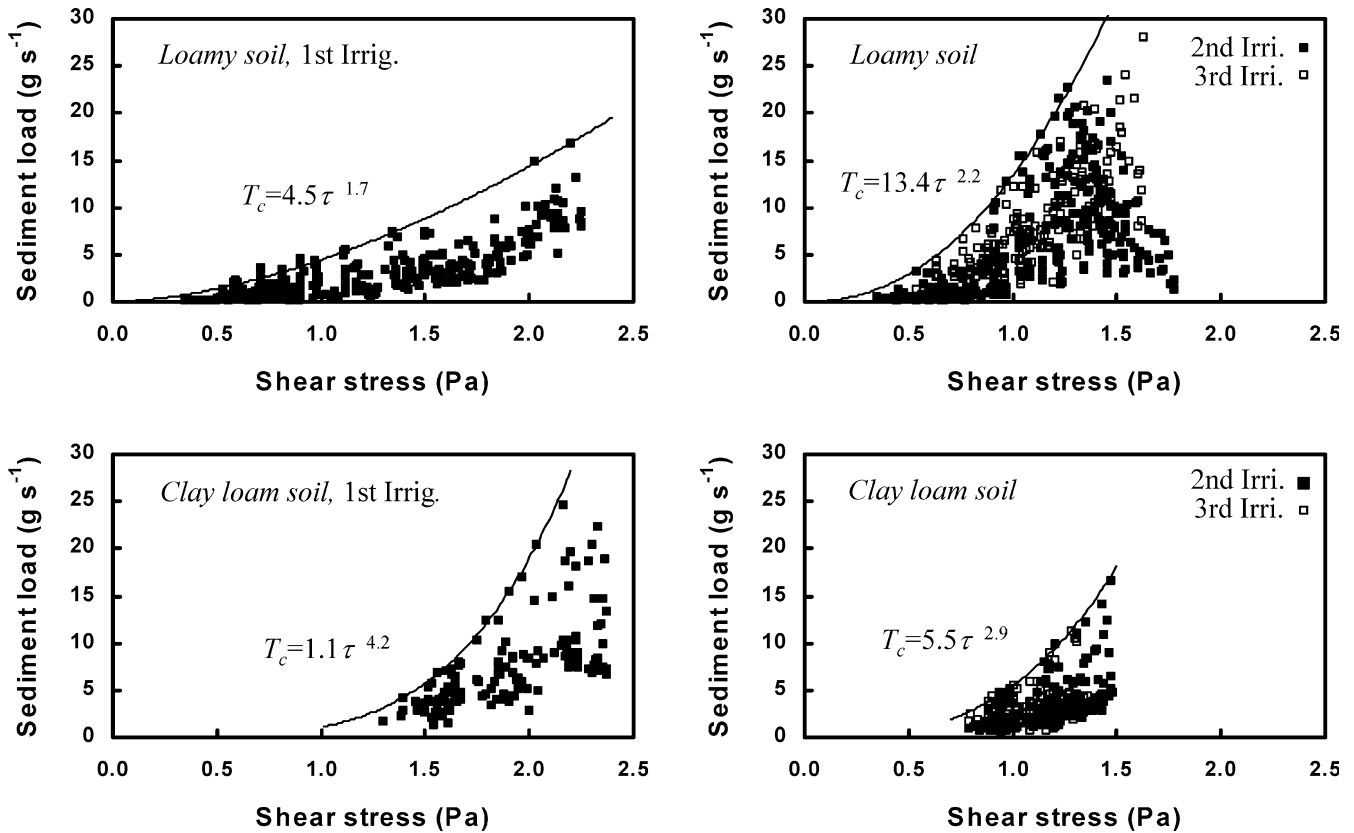 Sediment load (g s⁻¹)
30
25
20
15
10
5
0
Loamy soil, 1st Irrig.
T_c=4.5τ ^1.7
0.0 0.5 1.0 1.5 2.0 2.5
Shear stress (Pa)
Sediment load (g s⁻¹)
30
25
20
15
10
5
0
Loamy soil
2nd Irri.
3rd Irri.
T_c=13.4τ ^2.2
0.0 0.5 1.0 1.5 2.0 2.5
Shear stress (Pa)
Sediment load (g s⁻¹)
30
25
20
15
10
5
0
Clay loam soil, 1st Irrig.
T_c=1.1τ ^4.2
0.0 0.5 1.0 1.5 2.0 2.5
Shear stress (Pa)
Sediment load (g s⁻¹)
30
25
20
15
10
5
0
Clay loam soil
2nd Irri.
3rd Irri.
T_c=5.5τ ^2.9
0.0 0.5 1.0 1.5 2.0 2.5
Shear stress (Pa)